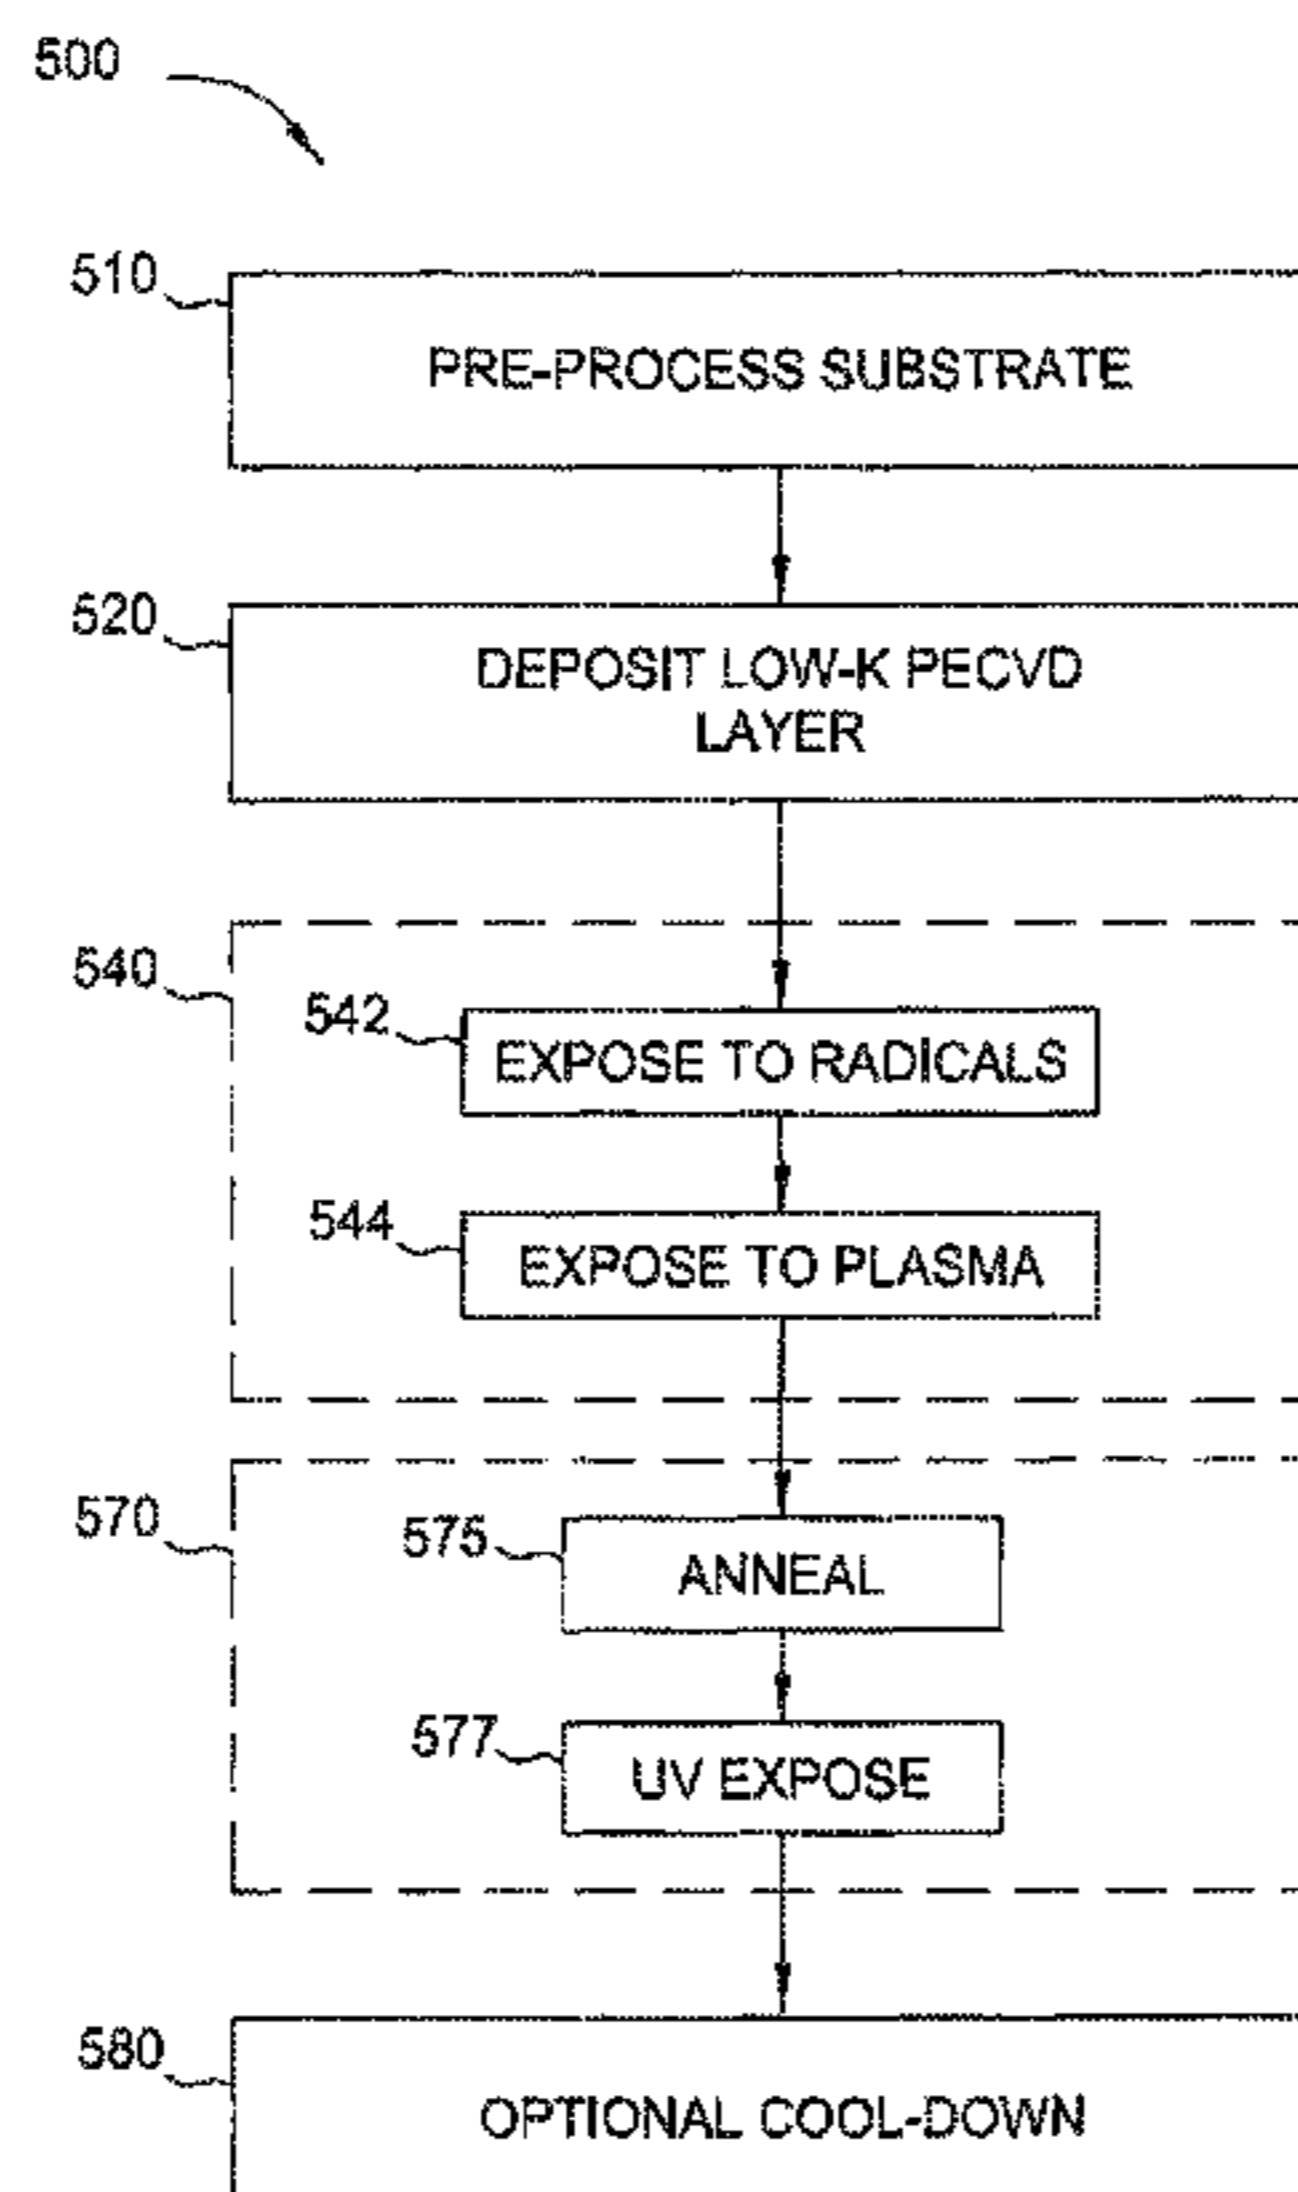 500
510
PRE-PROCESS SUBSTRATE
520
DEPOSIT LOW-K PECVD
LAYER
540
542
EXPOSE TO RADICALS
544
EXPOSE TO PLASMA
570
575
ANNEAL
577
UV EXPOSE
580
OPTIONAL COOL-DOWN